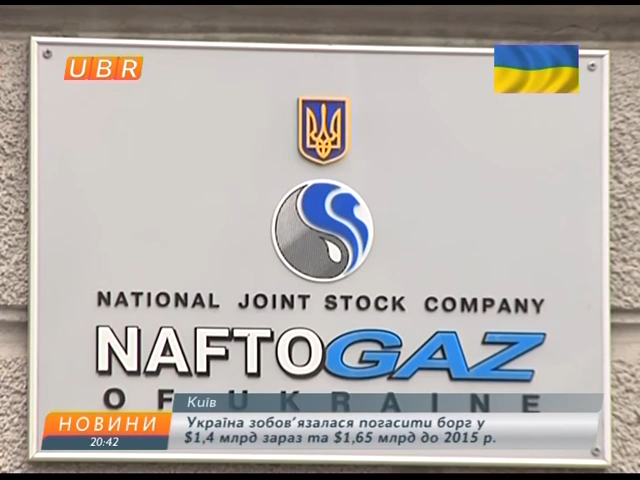 UBR
NATIONAL JOINT STOCK COMPANY
NAFTOGAZ
OF UKRAINE
Київ
НОВИНИ
20:42
Україна зобов'язалася погасити борг у
$1,4 млрд зараз та $1,65 млрд до 2015 р.